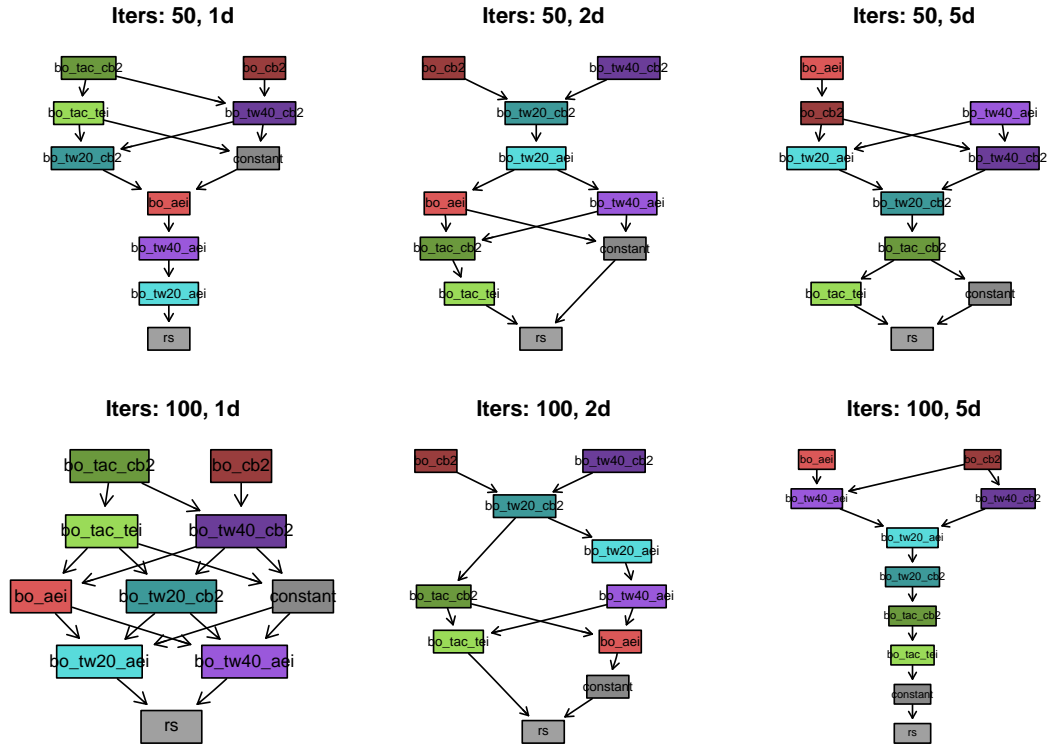 Iters: 50, 1d
bo_tac_cb2
bo_cb2
bo_tac_tei
bo_tw40_cb2
bo_tw20_cb2
constant
bo_aei
bo_tw40_aei
bo_tw20_aei
rs
Iters: 50, 2d
bo_cb2
bo_tw40_cb2
bo_tw20_cb2
bo_tw20_aei
bo_aei
bo_tw40_aei
bo_tac_cb2
constant
bo_tac_tei
rs
Iters: 50, 5d
bo_aei
bo_cb2
bo_tw40_aei
bo_tw20_aei
bo_tw40_cb2
bo_tw20_cb2
bo_tac_cb2
bo_tac_tei
constant
rs
Iters: 100, 1d
bo_tac_cb2
bo_cb2
bo_tac_tei
bo_tw40_cb2
bo_aei
bo_tw20_cb2
constant
bo_tw20_aei
bo_tw40_aei
rs
Iters: 100, 2d
bo_cb2
bo_tw40_cb2
bo_tw20_cb2
bo_tw20_aei
bo_tac_cb2
bo_tw40_aei
bo_tac_tei
bo_aei
constant
rs
Iters: 100, 5d
bo_aei
bo_cb2
bo_tw40_aei
bo_tw40_cb2
bo_tw20_aei
bo_tw20_cb2
bo_tac_cb2
bo_tac_tei
constant
rs